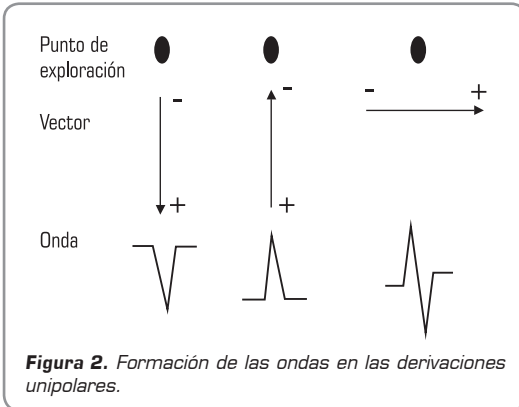 Punto de
exploración
Vector
-
-
-
+
+
+
Onda
Figura 2. Formación de las ondas en las derivaciones
unipolares.